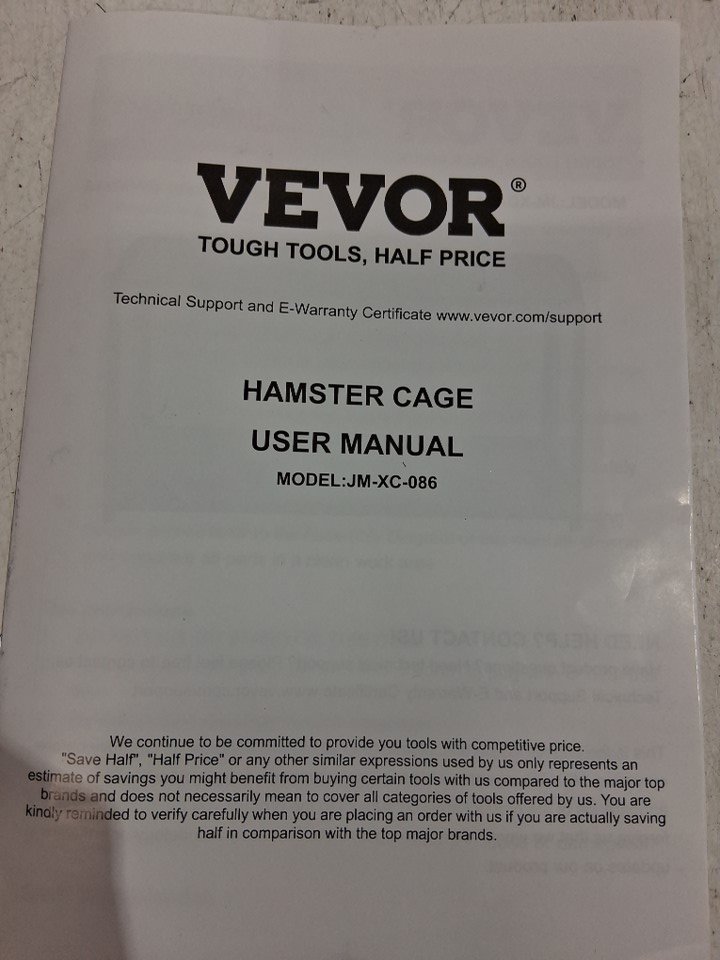 VEVOR®
TOUGH TOOLS, HALF PRICE
Technical Support and E-Warranty Certificate www.vevor.com/support
HAMSTER CAGE
USER MANUAL
MODEL:JM-XC-086
NEED HELP? CONTACT US!
We continue to be committed to provide you tools with competitive price.
"Save Half", "Half Price" or any other similar expressions used by us only represents an
estimate of savings you might benefit from buying certain tools with us compared to the major top
brands and does not necessarily mean to cover all categories of tools offered by us. You are
kindly reminded to verify carefully when you are placing an order with us if you are actually saving
half in comparison with the top major brands.